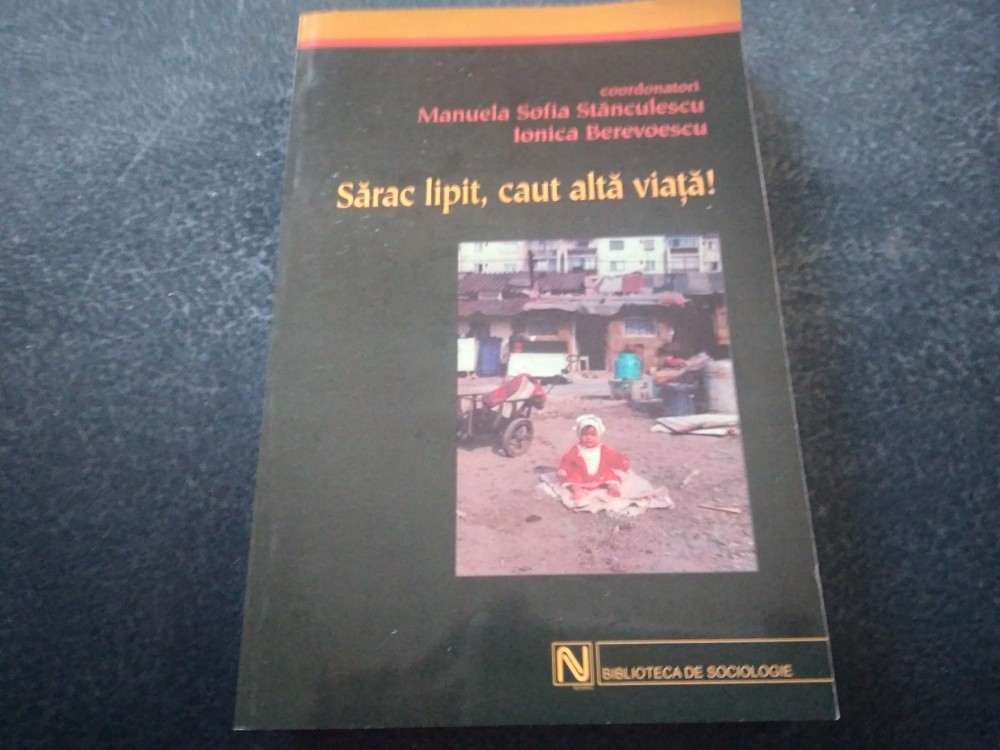 coordonatori
Manuela Sofia Stănculescu
Ionica Berevoescu
Sărac lipit, caut altă viață!
N
BIBLIOTECA DE SOCIOLOGIE